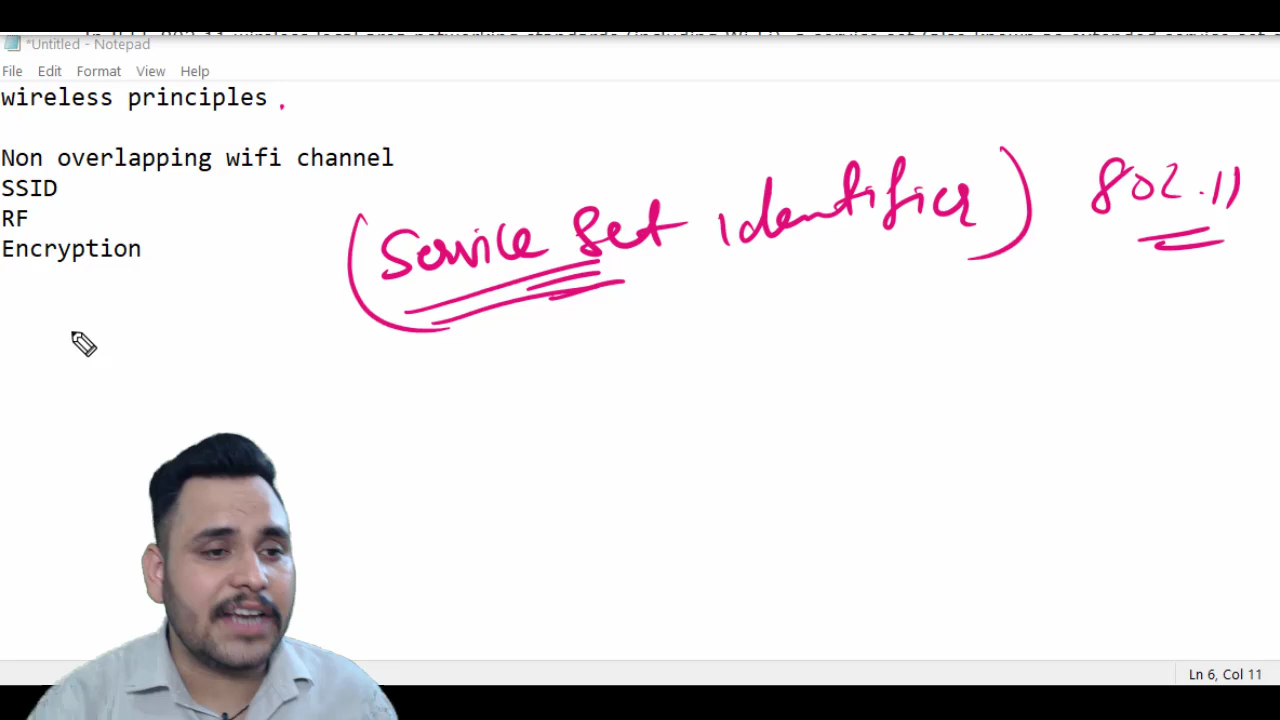 *Untitled - Notepad
File Edit Format View Help
wireless principles .
Non overlapping wifi channel
SSID
RF
Encryption
(Service Set Identifier) 802.11
Ln 6, Col 11